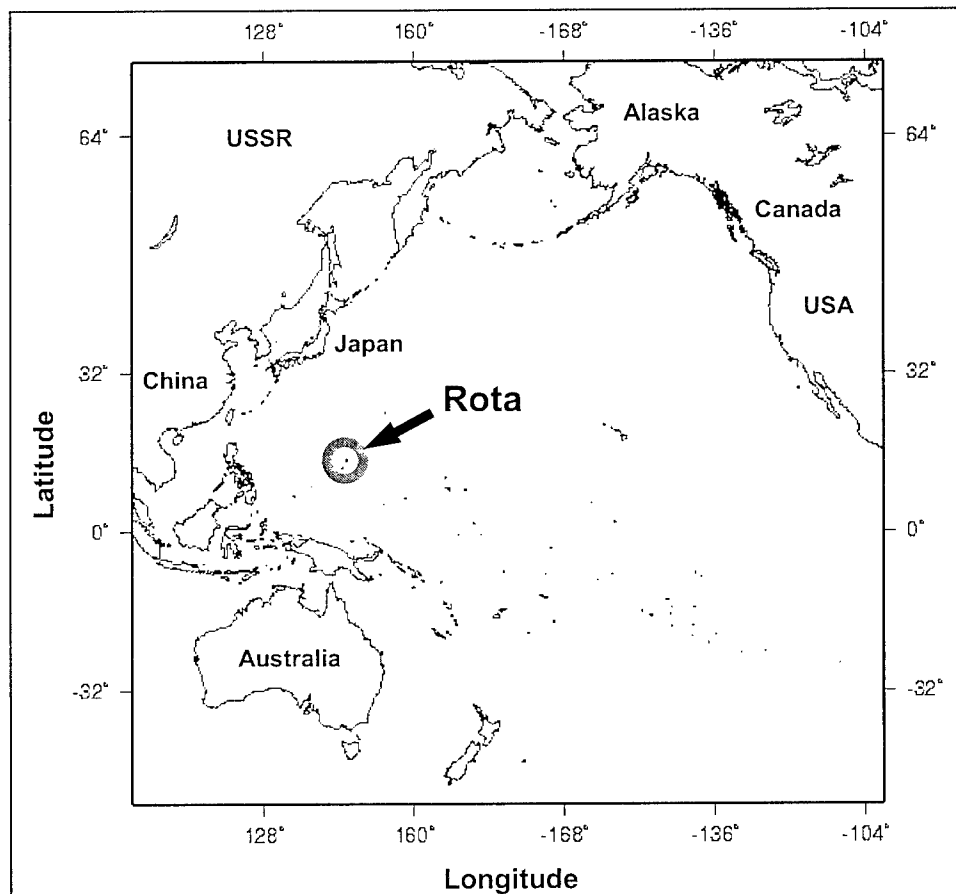 128° 160° -168° -136° -104°
Alaska
64° USSR 64°
Canada
USA
Japan
32° China 32°
Rota
Latitude
0° 0°
Australia
-32° -32°
128° 160° -168° -136° -104°
Longitude